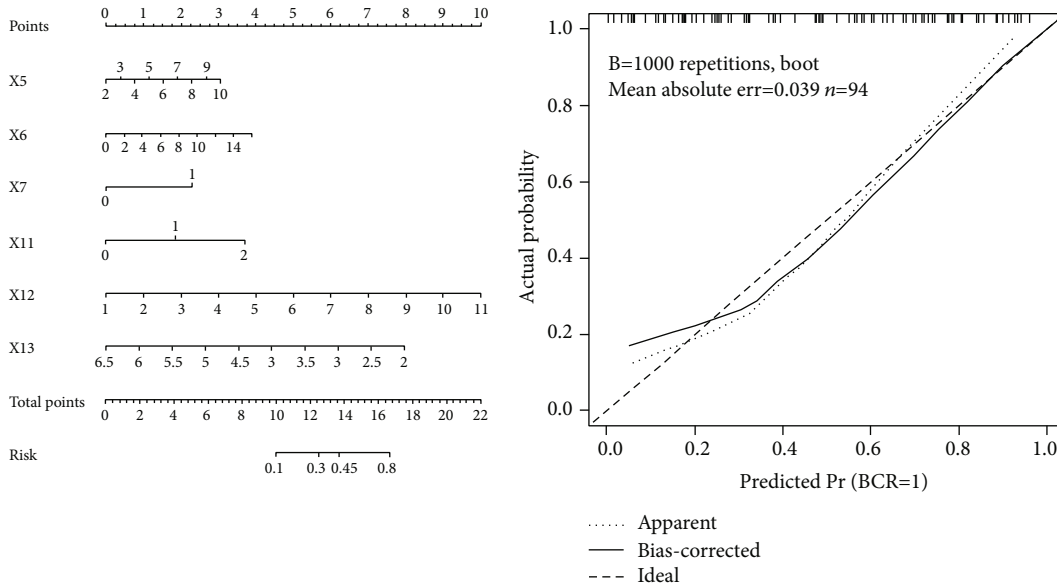 Points
0 1 2 3 4 5 6 7 8 9 10
X5
3 5 7 9
2 4 6 8 10
X6
0 2 4 6 8 10 14
X7
1
0
X11
1
0 2
X12
1 2 3 4 5 6 7 8 9 10 11
X13
6.5 6 5.5 5 4.5 3 3.5 3 2.5 2
Total points
0 2 4 6 8 10 12 14 16 18 20 22
Risk
0.1 0.3 0.45 0.8
B=1000 repetitions, boot
Mean absolute err=0.039 n=94
Actual probability
1.0
0.8
0.6
0.4
0.2
0.0
0.0 0.2 0.4 0.6 0.8 1.0
Predicted Pr (BCR=1)
Apparent
Bias-corrected
Ideal